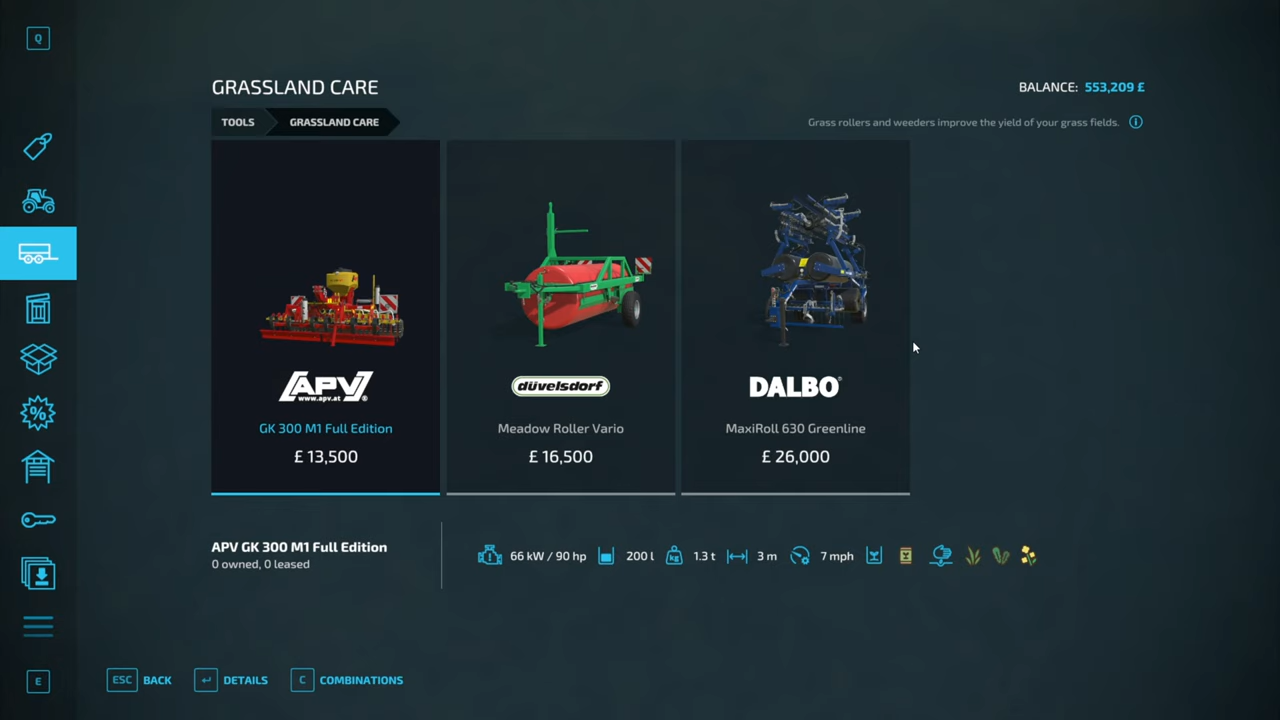 Q
GRASSLAND CARE
BALANCE: 553,209 £
TOOLS GRASSLAND CARE
Grass rollers and weeders improve the yield of your grass fields.
APV
www.apv.at
düvelsdorf
DALBO
GK 300 M1 Full Edition
Meadow Roller Vario
MaxiRoll 630 Greenline
£ 13,500
£ 16,500
£ 26,000
APV GK 300 M1 Full Edition
0 owned, 0 leased
66 kW / 90 hp 200 l 1.3 t 3 m 7 mph
E
ESC BACK DETAILS C COMBINATIONS